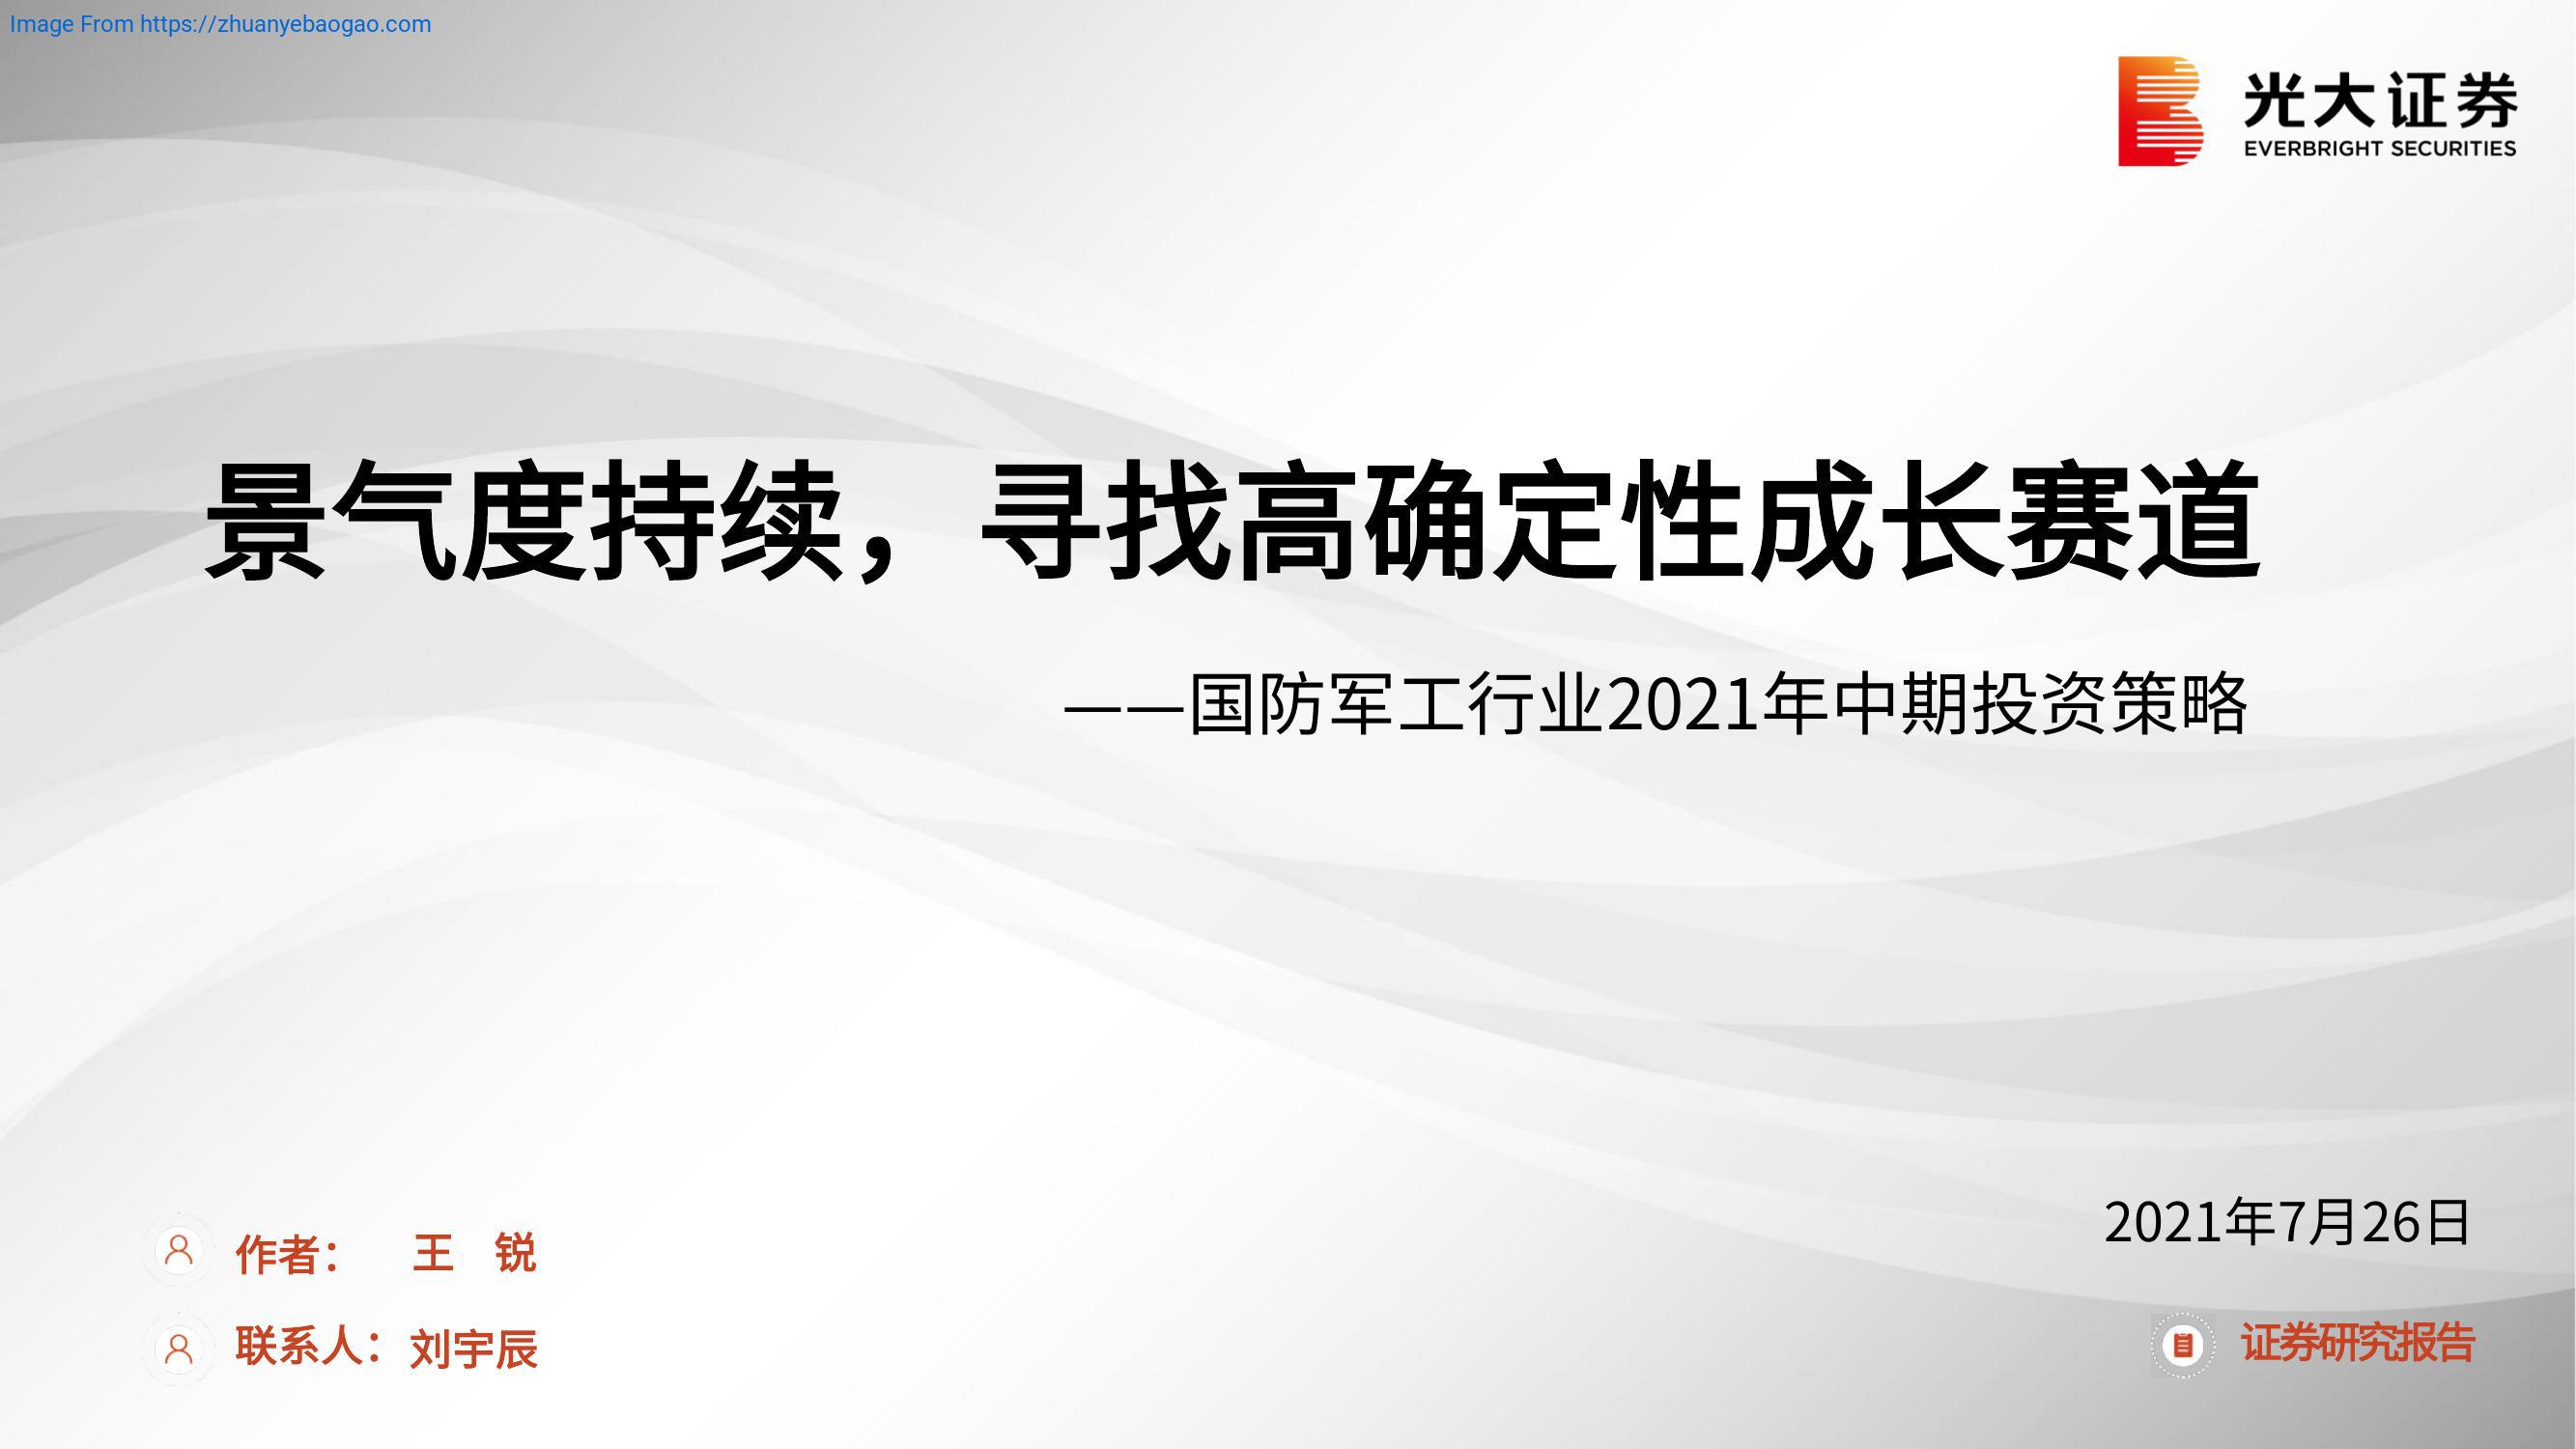 Image From https://zhuanyebaogao.com
光大证券
EVERBRIGHT SECURITIES
景气度持续，寻找高确定性成长赛道
——国防军工行业2021年中期投资策略
2021年7月26日
作者： 王 锐
联系人：刘宇辰
证券研究报告